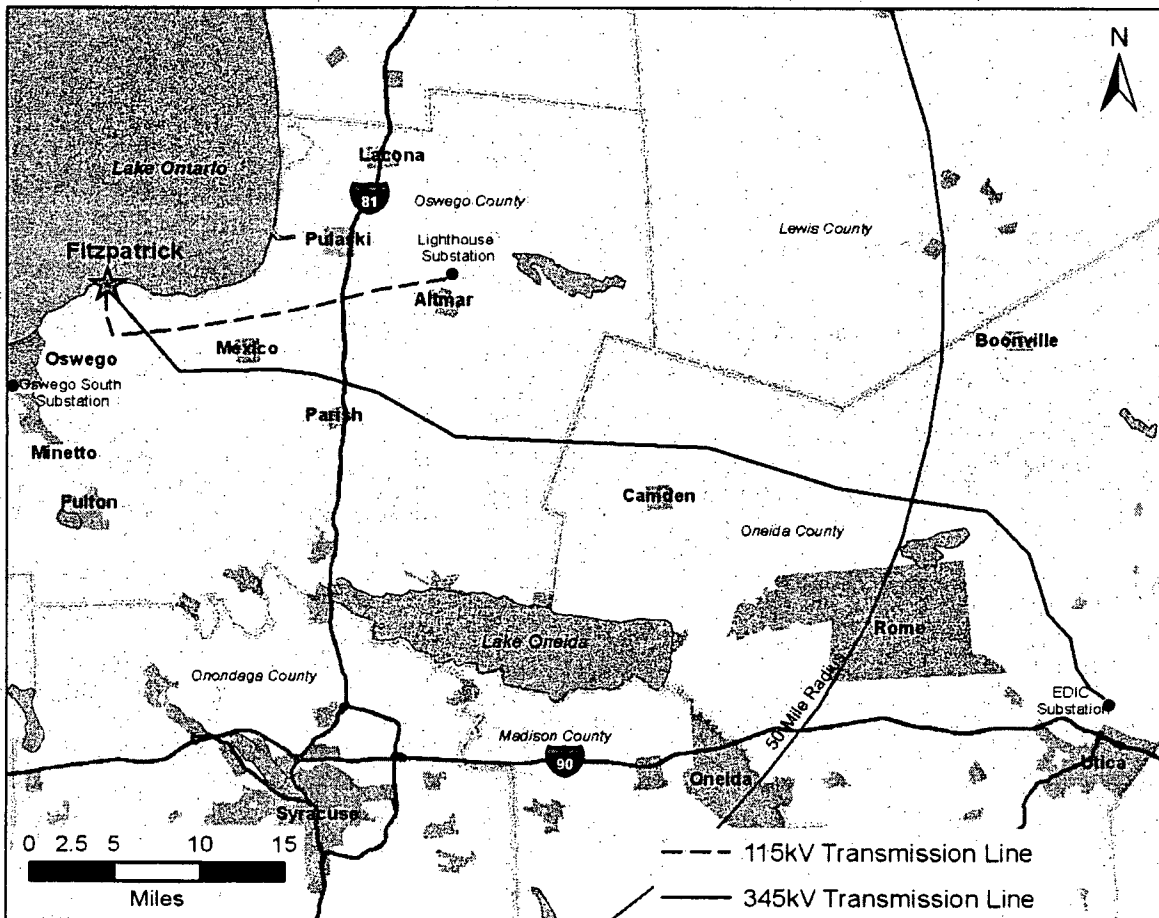 N
Lacona
Lake Ontario
81
Oswego County
Lewis County
Pulaski
Lighthouse
Substation
Fitzpatrick
Altmar
Boonville
Mexico
Oswego
Oswego South
Substation
Parish
Minetto
Camden
Fulton
Oneida County
Rome
Lake Oneida
Onondaga County
50 Mile Radius
EDIC
Substation
Madison County
90
Oneida
Utica
Syracuse
0 2.5 5 10 15
Miles
115kV Transmission Line
345kV Transmission Line